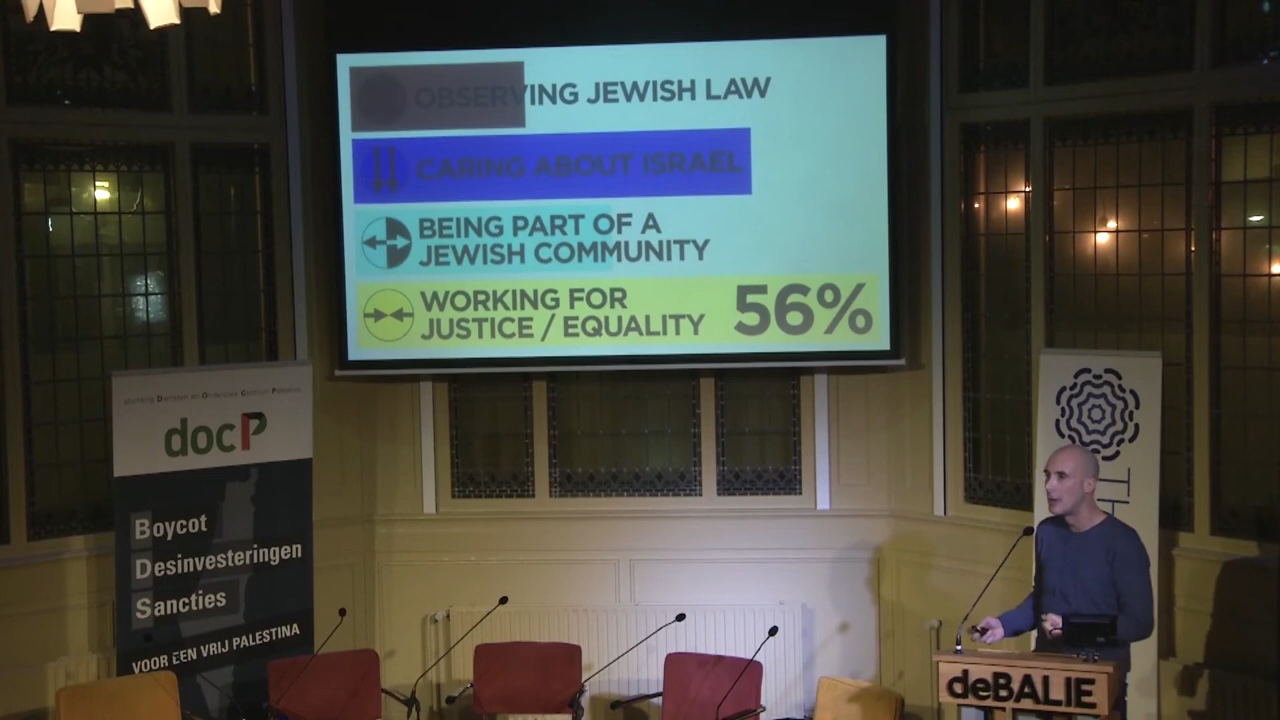 OBSERVING JEWISH LAW
CARING ABOUT ISRAEL
BEING PART OF A
JEWISH COMMUNITY
WORKING FOR
JUSTICE / EQUALITY
56%
docP
Boycot
Desinvesteringen
Sancties
VOOR EEN VRIJ PALESTINA
deBALIE